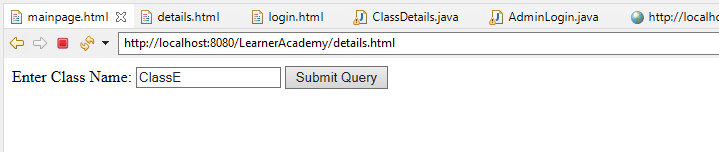 mainpage.html details.html login.html ClassDetails.java AdminLogin.java http://localho
http://localhost:8080/LearnerAcademy/details.html
Enter Class Name: ClassE Submit Query